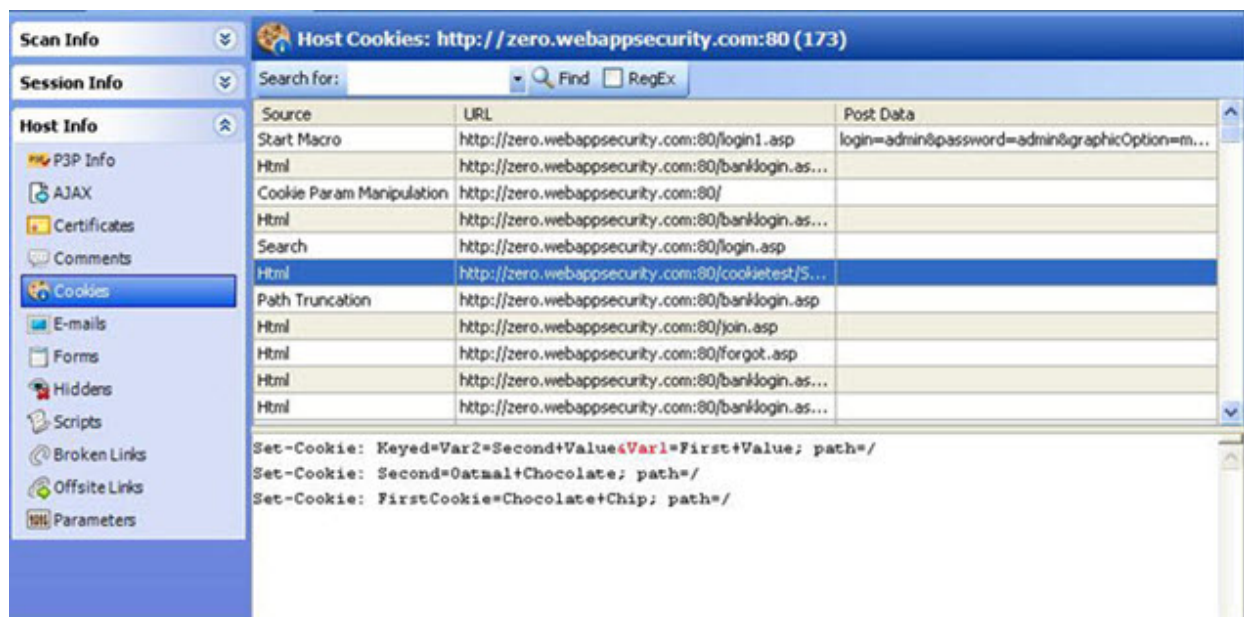 Scan Info
Session Info
Host Info
P3P P3P Info
AJAX
Certificates
Comments
Cookies
E-mails
Forms
Hiddens
Scripts
Broken Links
Offsite Links
Parameters
Host Cookies: http://zero.webappsecurity.com:80 (173)
Search for: Find RegEx
Source URL Post Data
Start Macro http://zero.webappsecurity.com:80/login1.asp login=admin&password=admin&graphicOption=m...
Html http://zero.webappsecurity.com:80/banklogin.as...
Cookie Param Manipulation http://zero.webappsecurity.com:80/
Html http://zero.webappsecurity.com:80/banklogin.as...
Search http://zero.webappsecurity.com:80/login.asp
Html http://zero.webappsecurity.com:80/cookietest/S...
Path Truncation http://zero.webappsecurity.com:80/banklogin.asp
Html http://zero.webappsecurity.com:80/join.asp
Html http://zero.webappsecurity.com:80/forgot.asp
Html http://zero.webappsecurity.com:80/banklogin.as...
Html http://zero.webappsecurity.com:80/banklogin.as...
Set-Cookie: Keyed=Var2=Second+Value&Var1=First+Value; path=/
Set-Cookie: Second=Oatmal+Chocolate; path=/
Set-Cookie: FirstCookie=Chocolate+Chip; path=/